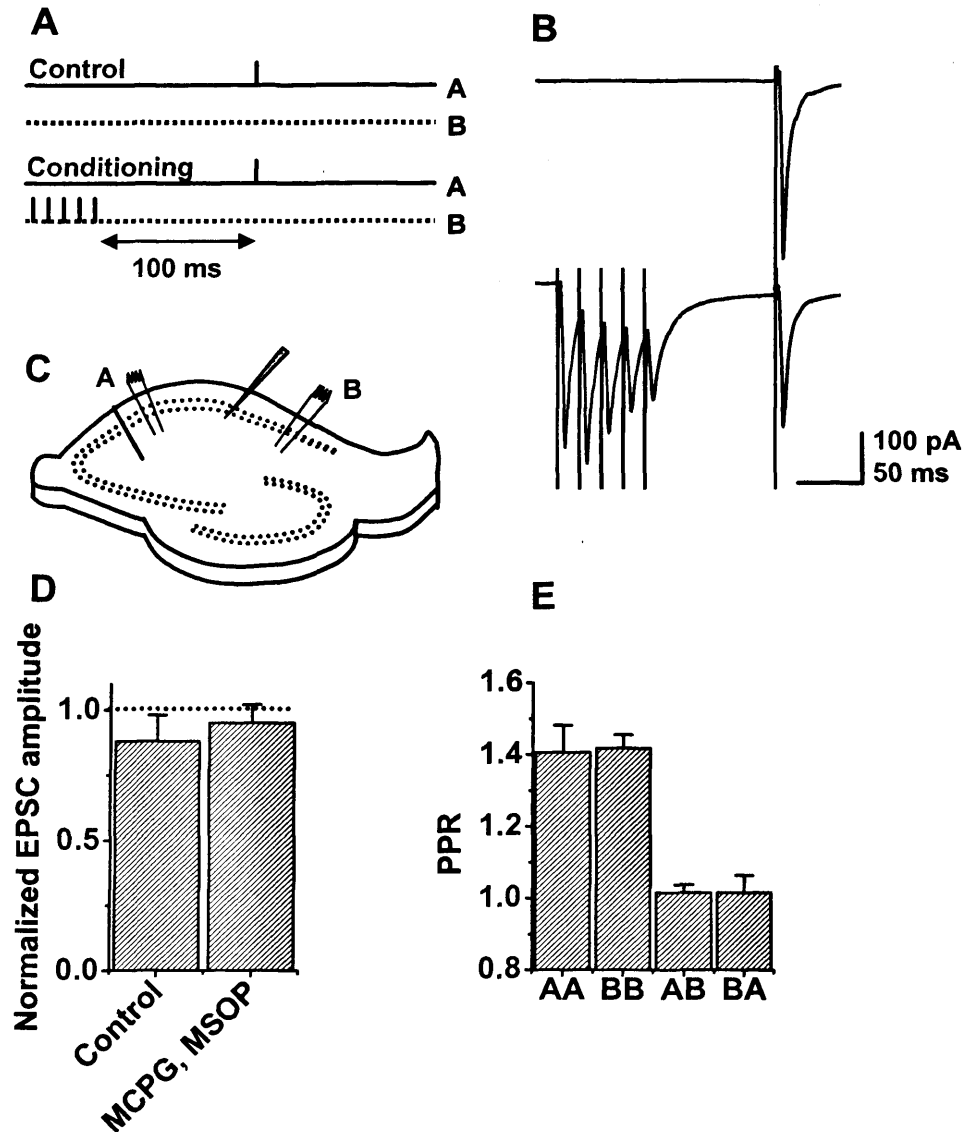 A
Control
A
B
Conditioning
A
B
100 ms
B
100 pA
50 ms
C
A
B
D
Normalized EPSC amplitude
1.0
0.5
0.0
Control
MCPG, MSOP
E
PPR
1.6
1.4
1.2
1.0
0.8
AA BB AB BA